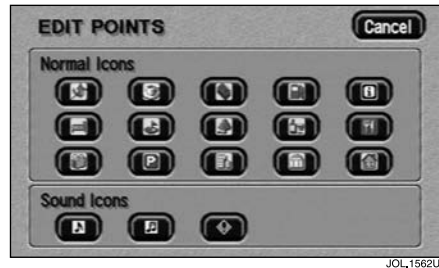 EDIT POINTS
Cancel
Normal Icons
i
P
Sound Icons
JOL.1562U